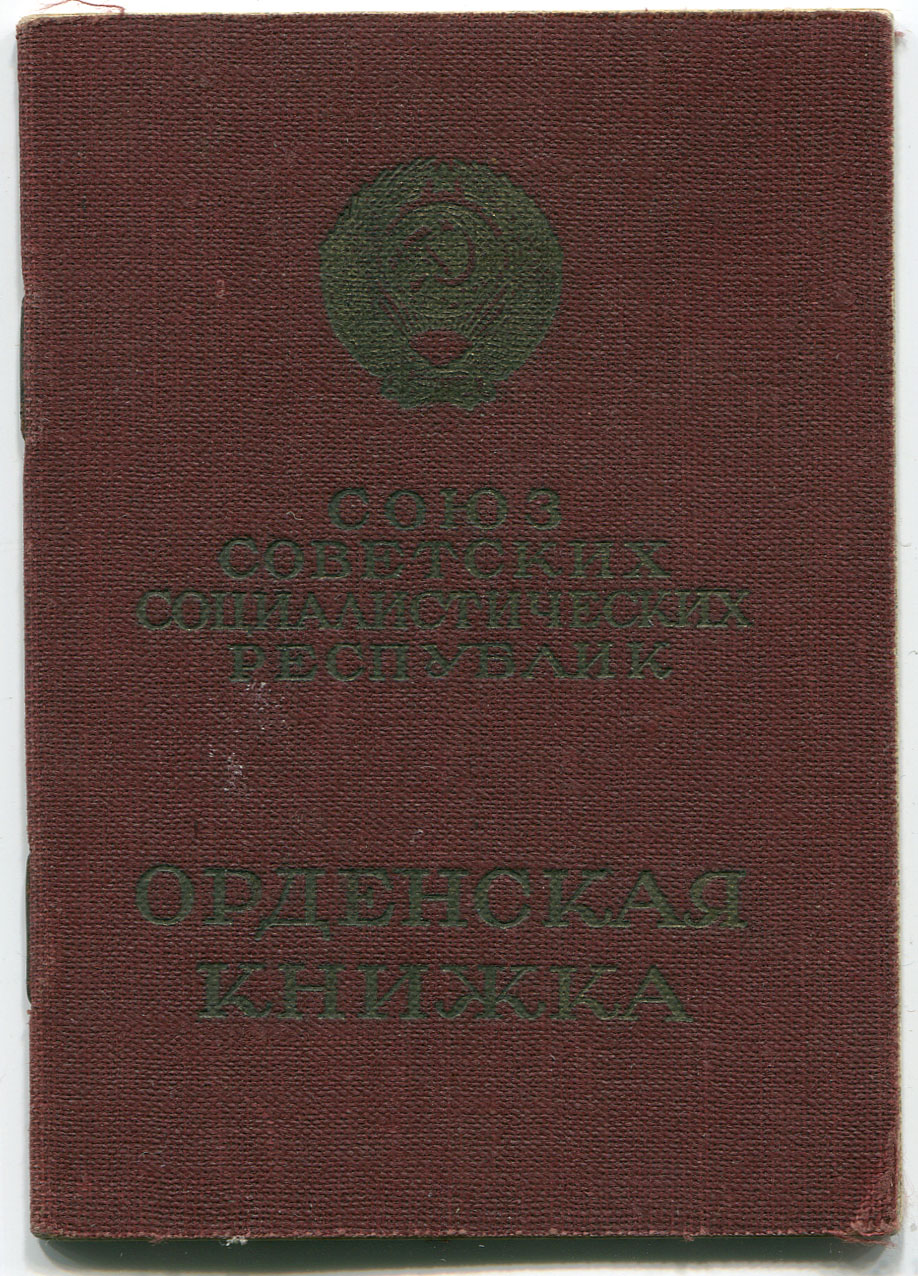 СОЮЗ
СОВЕТСКИХ
СОЦИАЛИСТИЧЕСКИХ
РЕСПУБЛИК
ОРДЕНСКАЯ
КНИЖКА